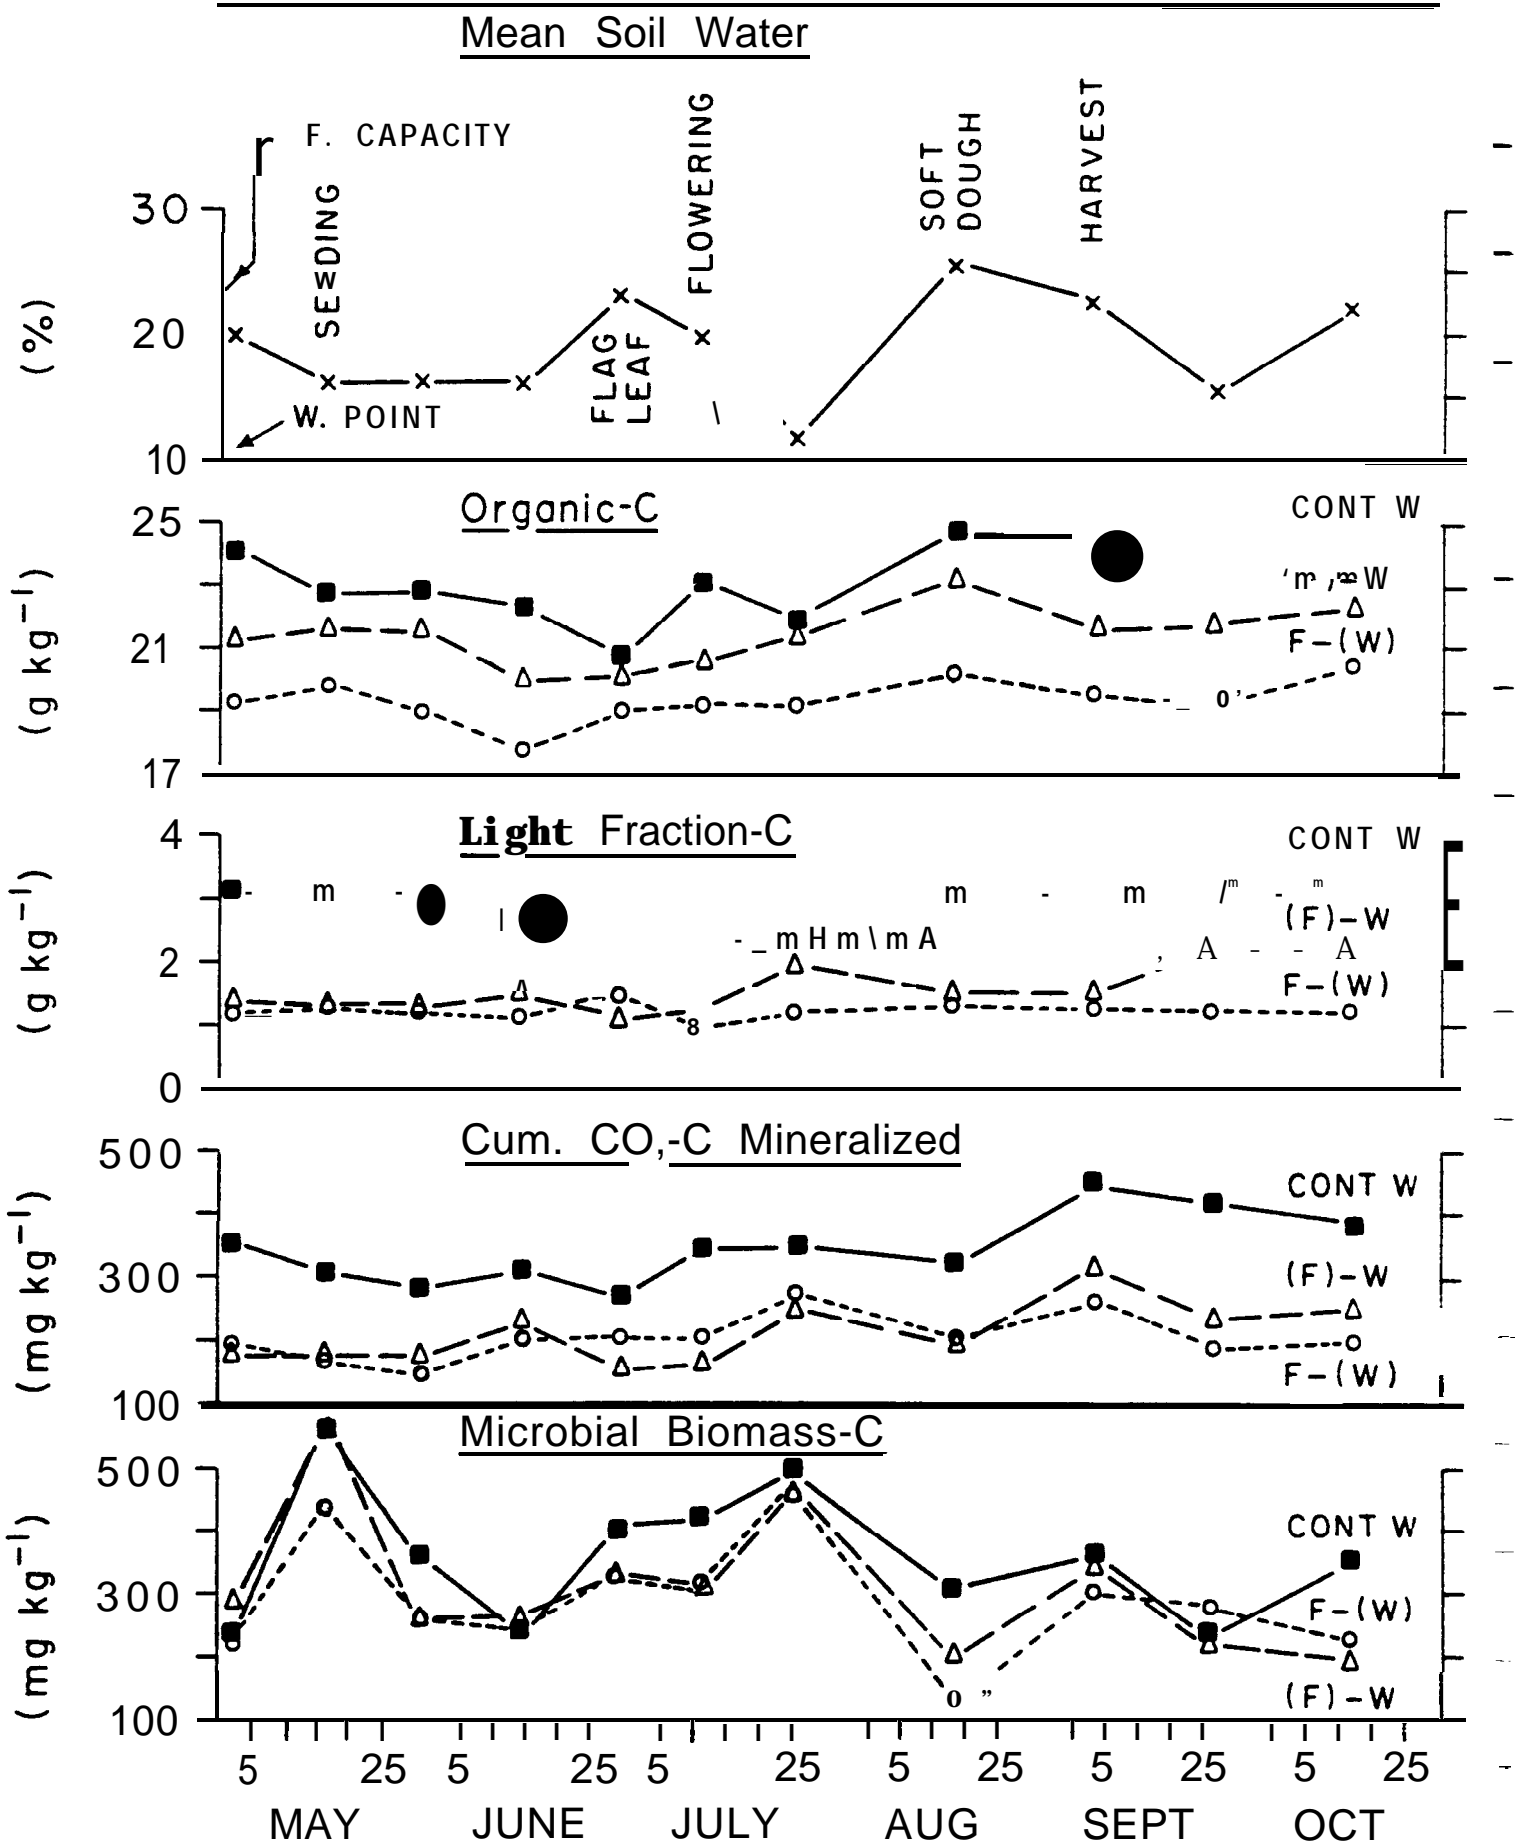 Mean Soil Water
F. CAPACITY
SEWDING
FLAG
LEAF
FLOWERING
SOFT
DOUGH
HARVEST
30
(%)
20
W. POINT
10
Organic-C
CONT W
25
(g kg⁻¹)
21
F-(W)
17
Light Fraction-C
CONT W
4
(g kg⁻¹)
(F)-W
2
F-(W)
0
Cum. CO,-C Mineralized
500
CONT W
(mg kg⁻¹)
300
(F)-W
F-(W)
100
Microbial Biomass-C
500
CONT W
(mg kg⁻¹)
300
F-(W)
(F)-W
100
5 25 5 25 5 25 5 25 5 25 5 25
MAY JUNE JULY AUG SEPT OCT